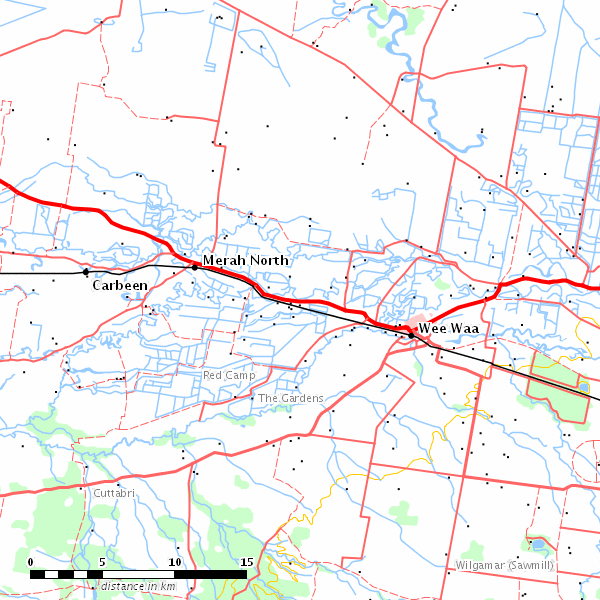 Merah North
Carbeen
Wee Waa
Red Camp
The Gardens
Cuttabri
Wilgamar (Sawmill)
0 5 10 15
distance in km